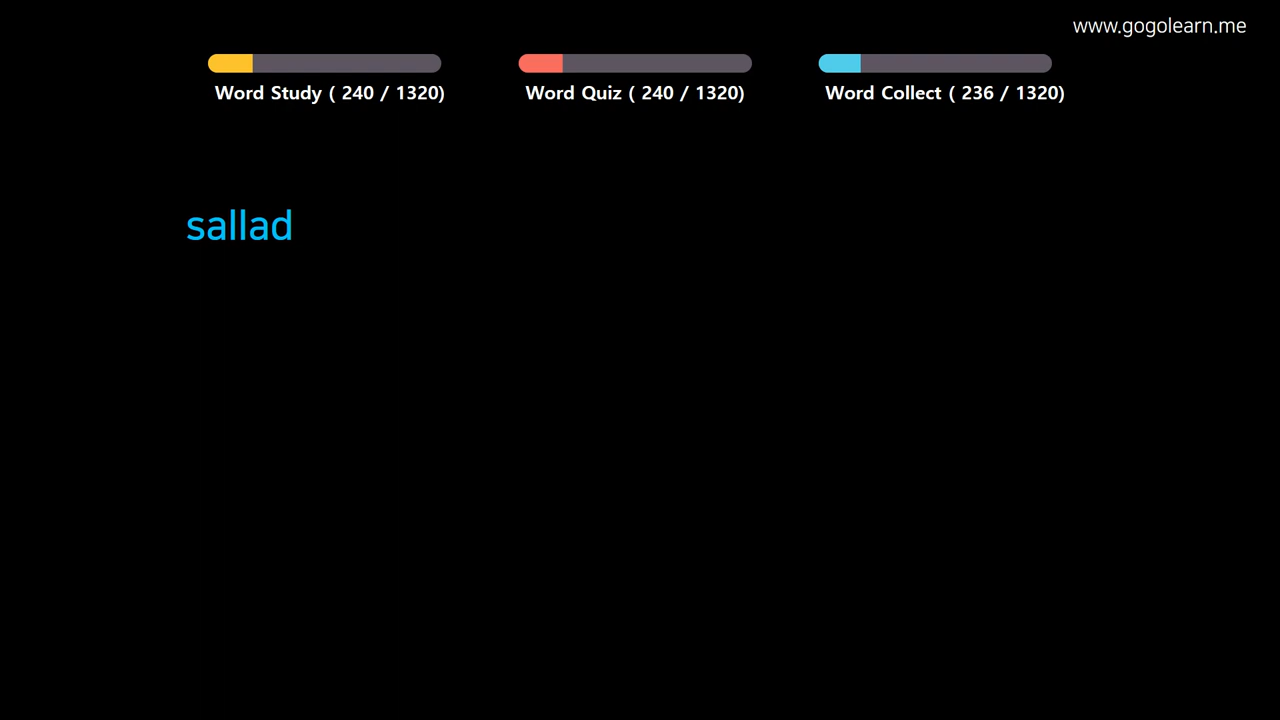 www.gogolearn.me
Word Study ( 240 / 1320)
Word Quiz ( 240 / 1320)
Word Collect ( 236 / 1320)
sallad